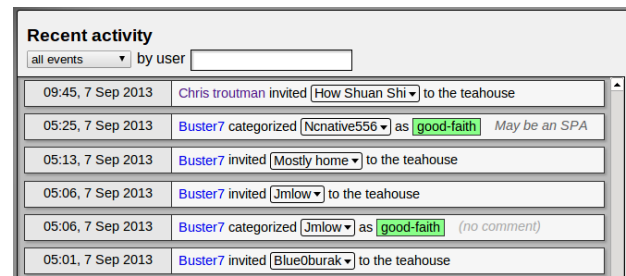 Recent activity
all events by user
09:45, 7 Sep 2013 Chris troutman invited How Shuan Shi to the teahouse
05:25, 7 Sep 2013 Buster7 categorized Ncnative556 as good-faith May be an SPA
05:13, 7 Sep 2013 Buster7 invited Mostly home to the teahouse
05:06, 7 Sep 2013 Buster7 invited Jmlow to the teahouse
05:06, 7 Sep 2013 Buster7 categorized Jmlow as good-faith (no comment)
05:01, 7 Sep 2013 Buster7 invited Blue0burak to the teahouse